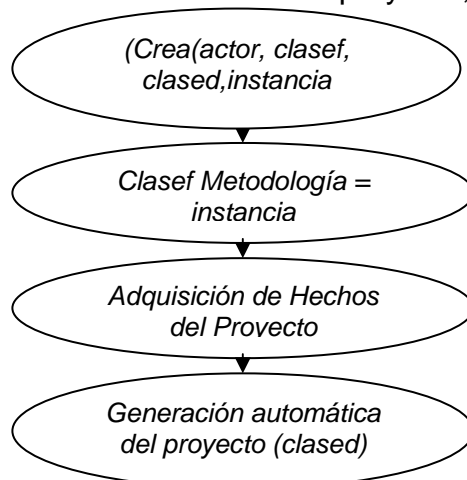 (Crea(actor, clasef,
clased,instancia
Clasef Metodología =
instancia
Adquisición de Hechos
del Proyecto
Generación automática
del proyecto (clased)